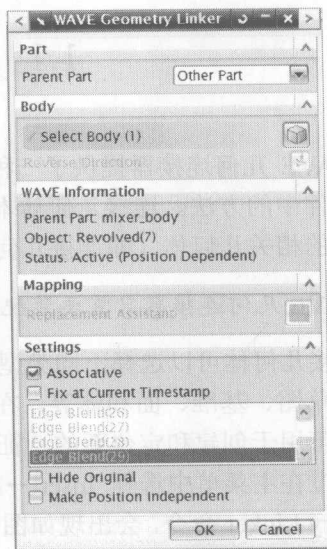 WAVE Geometry Linker
Part
Parent Part
Other Part
Body
Select Body (1)
Reverse Direction
WAVE Information
Parent Part: mixer_body
Object: Revolved(7)
Status: Active (Position Dependent)
Mapping
Replacement Assistant
Settings
Associative
Fix at Current Timestamp
Edge Blend(26)
Edge Blend(27)
Edge Blend(28)
Edge Blend(29)
Hide Original
Make Position Independent
OK
Cancel